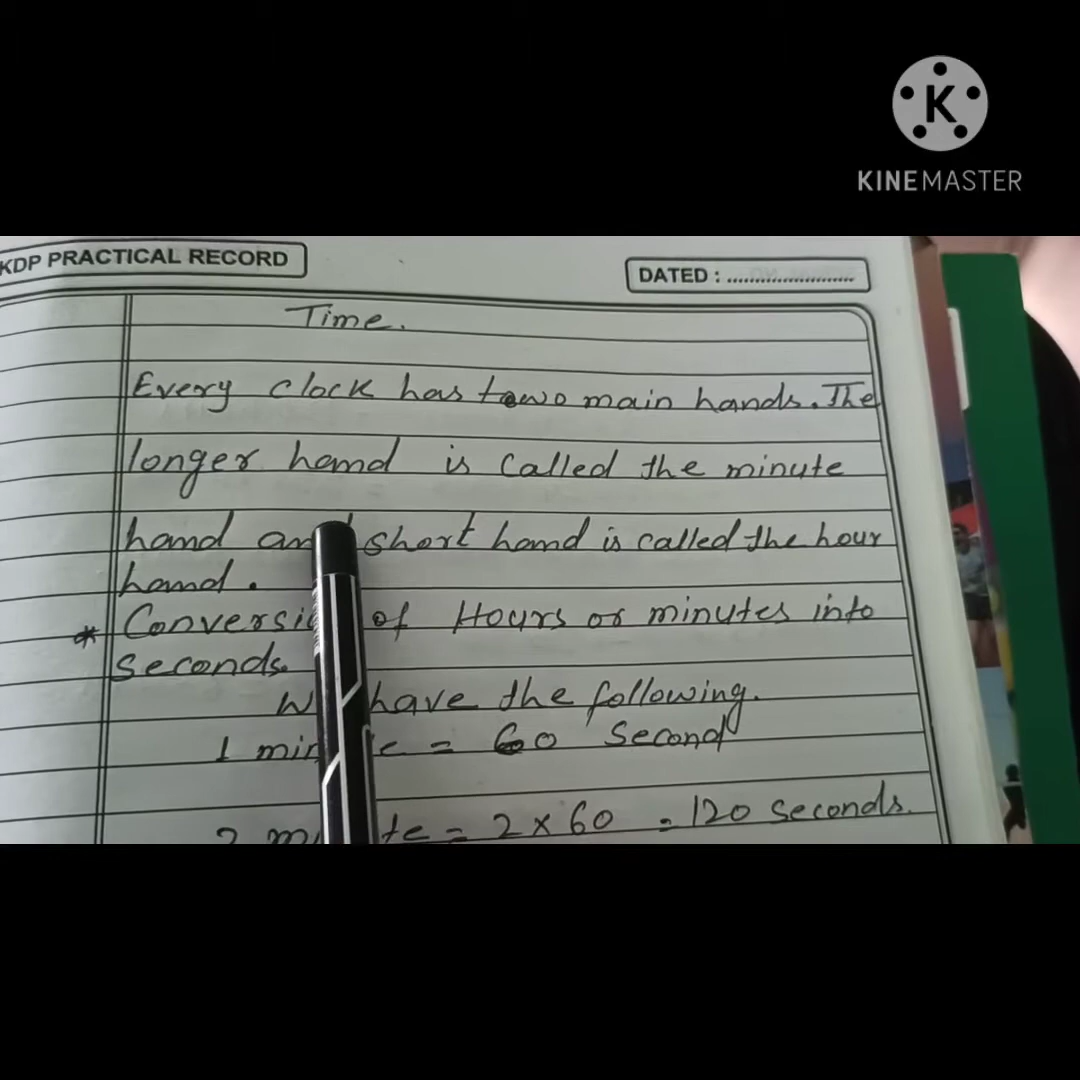 K
KINEMASTER
KDP PRACTICAL RECORD
DATED : ........................
Time.
Every clock has two main hands. The
longer hand is called the minute
hand and short hand is called the hour
hand.
* Conversi of Hours or minutes into
seconds.
W have the following.
1 min te = 60 Second
2 m te = 2 x 60 = 120 seconds.